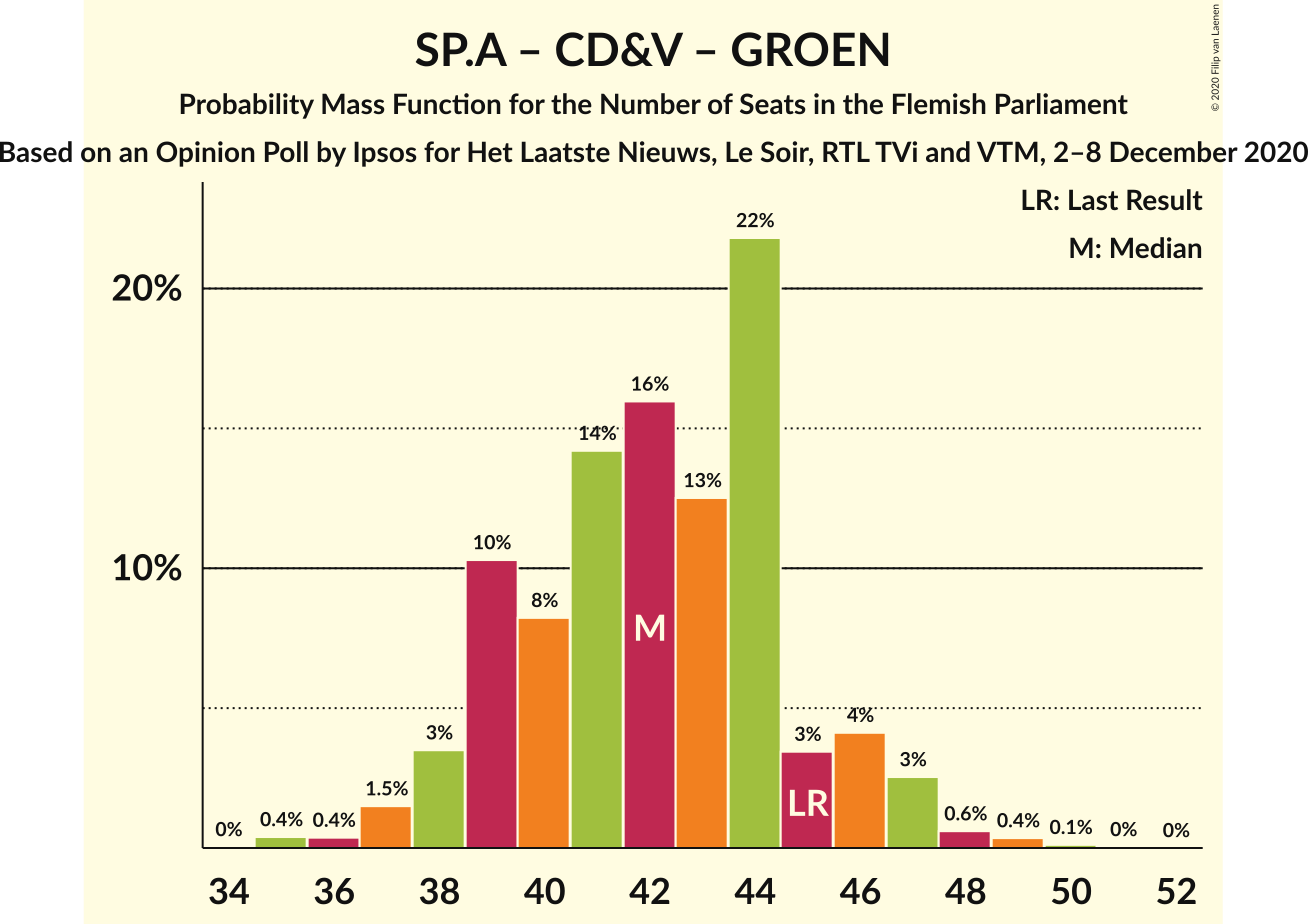 SP.A – CD&V – GROEN
Probability Mass Function for the Number of Seats in the Flemish Parliament
Based on an Opinion Poll by Ipsos for Het Laatste Nieuws, Le Soir, RTL TVi and VTM, 2–8 December 2020
© 2020 Filip van Laenen
LR: Last Result
M: Median
20%
10%
0%
0.4%
0.4%
1.5%
3%
10%
8%
14%
16%
13%
22%
3%
4%
3%
0.6%
0.4%
0.1%
0%
0%
M
LR
34 36 38 40 42 44 46 48 50 52